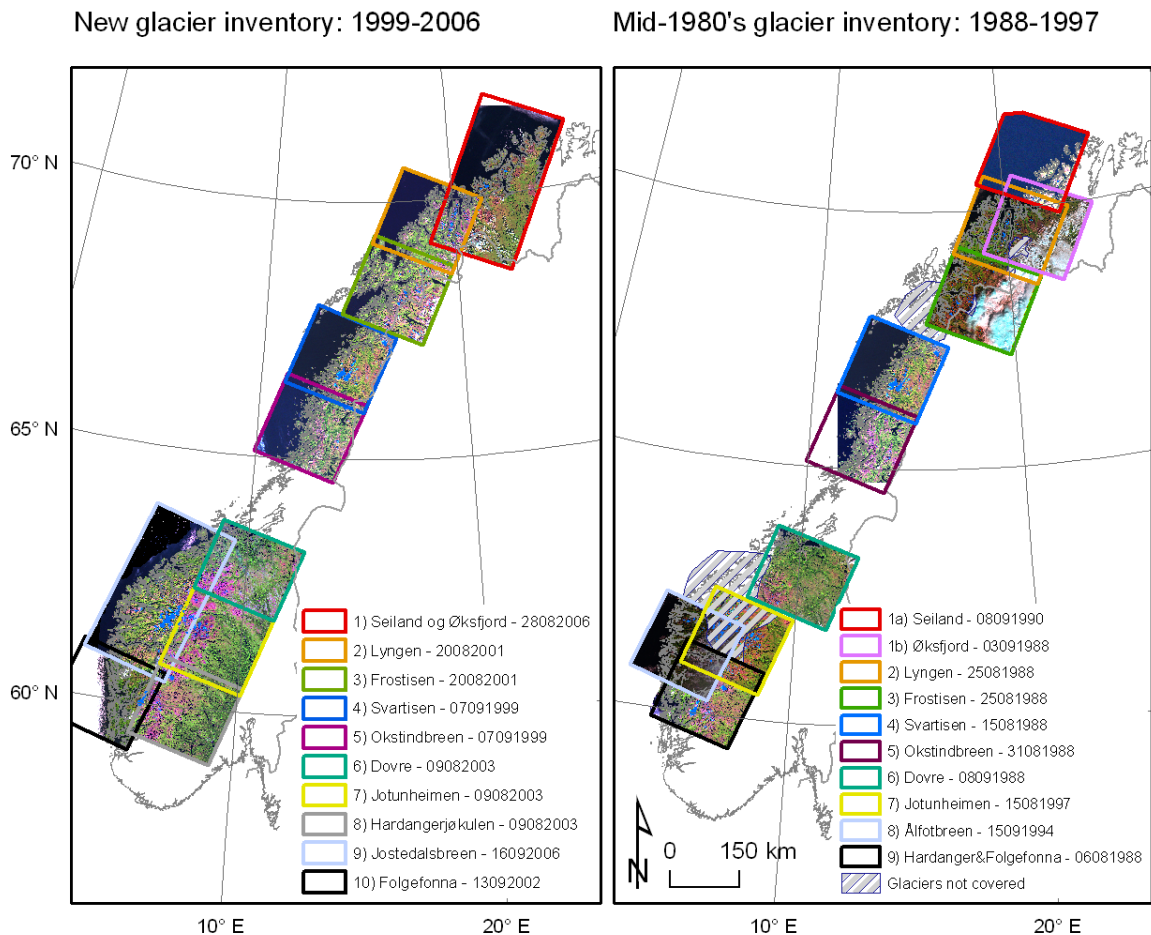 New glacier inventory: 1999-2006
Mid-1980's glacier inventory: 1988-1997
70° N
65° N
60° N
1) Seiland og Øksfjord - 28082006
2) Lyngen - 20082001
3) Frostisen - 20082001
4) Svartisen - 07091999
5) Okstindbreen - 07091999
6) Dovre - 09082003
7) Jotunheimen - 09082003
8) Hardangerjøkulen - 09082003
9) Jostedalsbreen - 16092006
10) Folgefonna - 13092002
10° E
20° E
1a) Seiland - 08091990
1b) Øksfjord - 03091988
2) Lyngen - 25081988
3) Frostisen - 25081988
4) Svartisen - 15081988
5) Okstindbreen - 31081988
6) Dovre - 08091988
7) Jotunheimen - 15081997
8) Ålfotbreen - 15091994
9) Hardanger&Folgefonna - 06081988
Glaciers not covered
N
0 150 km
10° E
20° E